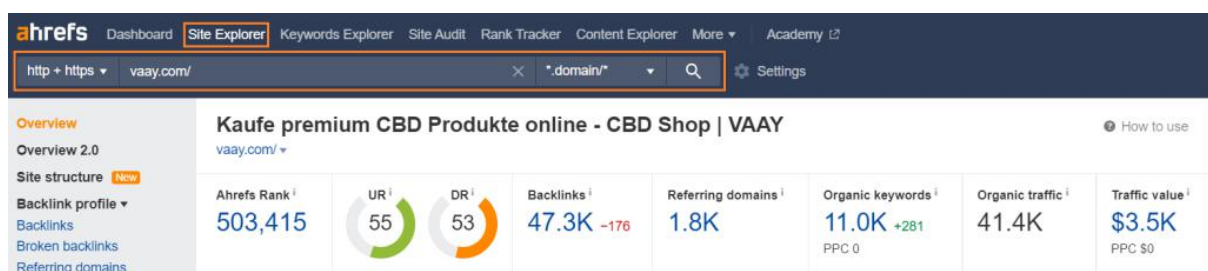 ahrefs Dashboard Site Explorer Keywords Explorer Site Audit Rank Tracker Content Explorer More ▾ Academy
http + https ▾ vaay.com/ × *.domain/* ▾ Settings
Overview
Overview 2.0
Site structure New
Backlink profile ▾
Backlinks
Broken backlinks
Referring domains
Kaufe premium CBD Produkte online - CBD Shop | VAAY
How to use
vaay.com/ ▾
Ahrefs Rank i
503,415
UR i
55
DR i
53
Backlinks i
47.3K -176
Referring domains i
1.8K
Organic keywords i
11.0K +281
PPC 0
Organic traffic i
41.4K
Traffic value i
$3.5K
PPC $0